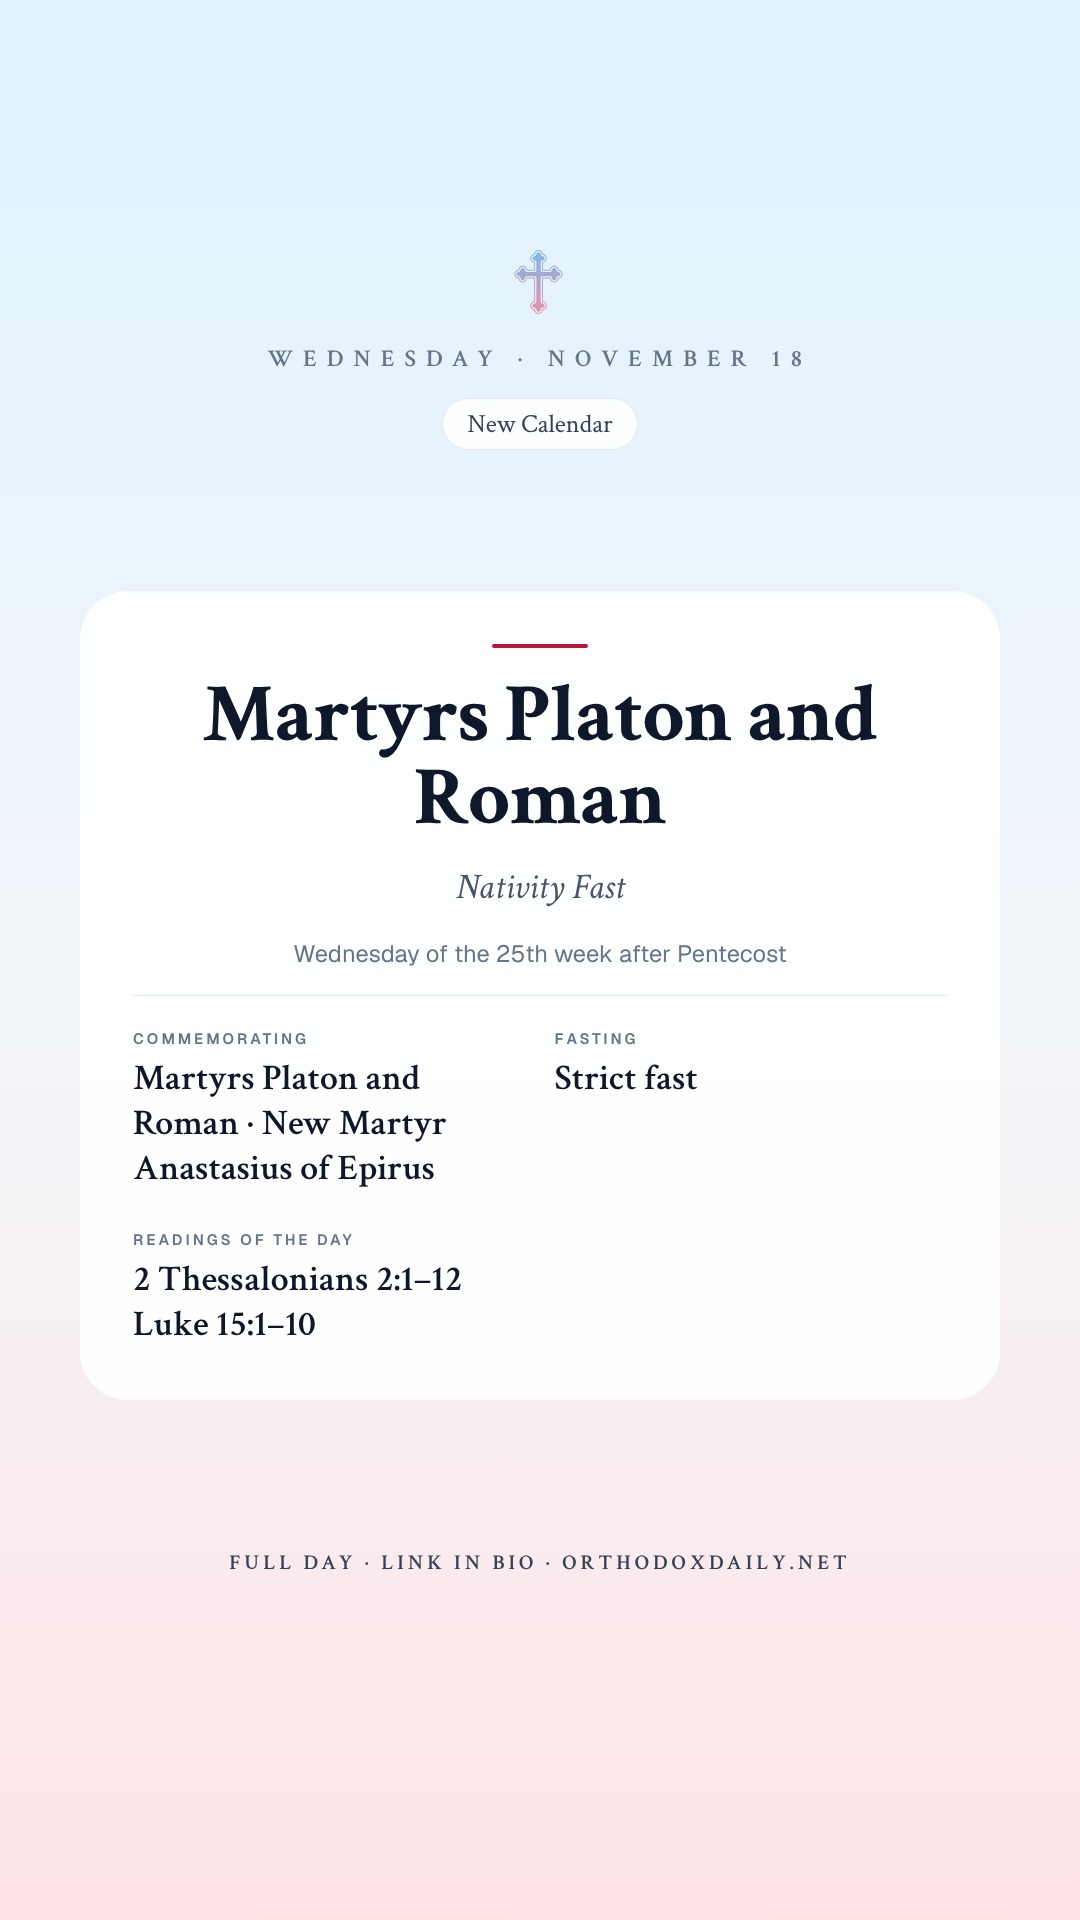 WEDNESDAY · NOVEMBER 18
New Calendar
Martyrs Platon and
Roman
Nativity Fast
Wednesday of the 25th week after Pentecost
COMMEMORATING
Martyrs Platon and
Roman · New Martyr
Anastasius of Epirus
FASTING
Strict fast
READINGS OF THE DAY
2 Thessalonians 2:1–12
Luke 15:1–10
FULL DAY · LINK IN BIO · ORTHODOXDAILY.NET